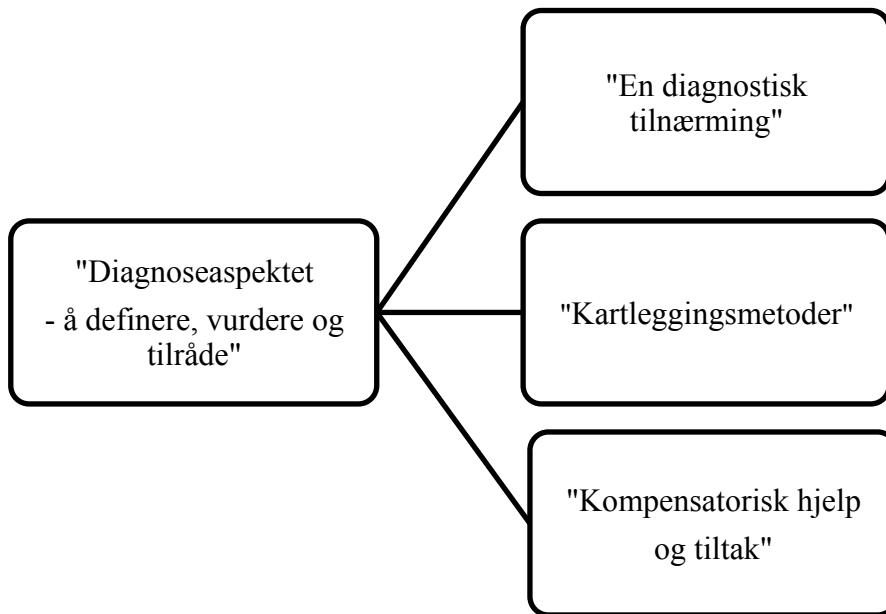 "Diagnoseaspektet
- å definere, vurdere og
tilråde"
"En diagnostisk
tilnærming"
"Kartleggingsmetoder"
"Kompensatorisk hjelp
og tiltak"